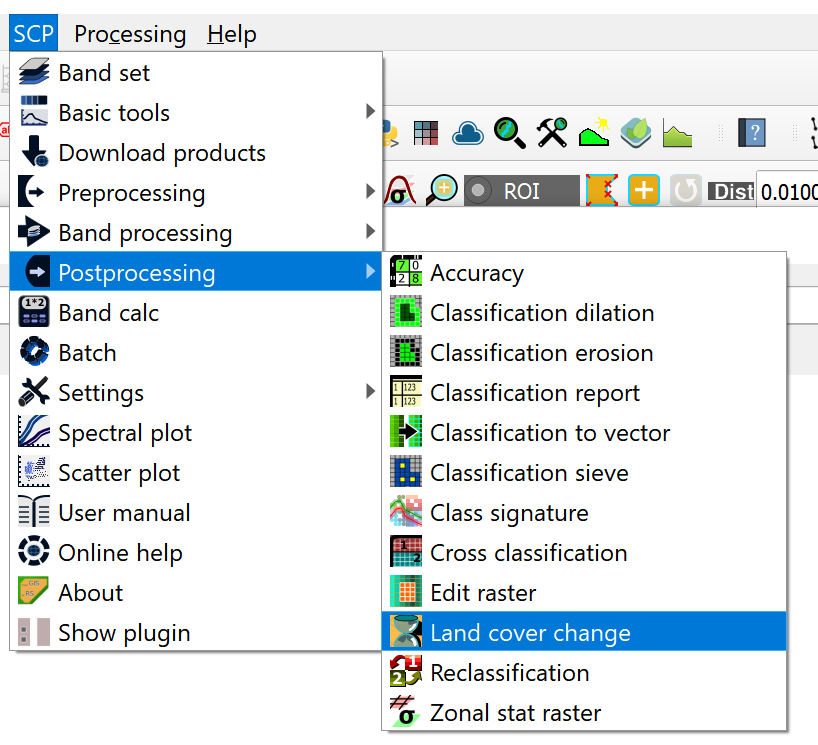 SCP Processing Help
Band set
Basic tools
Download products
Preprocessing
Band processing
Postprocessing
Band calc
Batch
Settings
Spectral plot
Scatter plot
User manual
Online help
About
Show plugin
ROI Dist 0.0100
Accuracy
Classification dilation
Classification erosion
Classification report
Classification to vector
Classification sieve
Class signature
Cross classification
Edit raster
Land cover change
Reclassification
Zonal stat raster